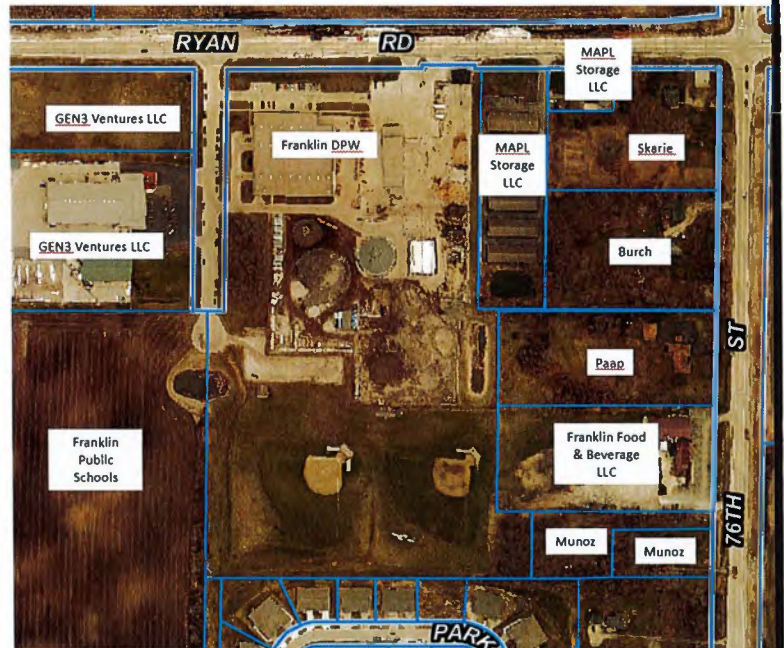 RYAN RD
MAPL
Storage
LLC
GEN3 Ventures LLC
Franklin DPW
MAPL
Storage
LLC
Skarie
GEN3 Ventures LLC
Burch
ST
Paap
Franklin
Public
Schools
Franklin Food
& Beverage
LLC
76TH
Munoz
Munoz
PARK